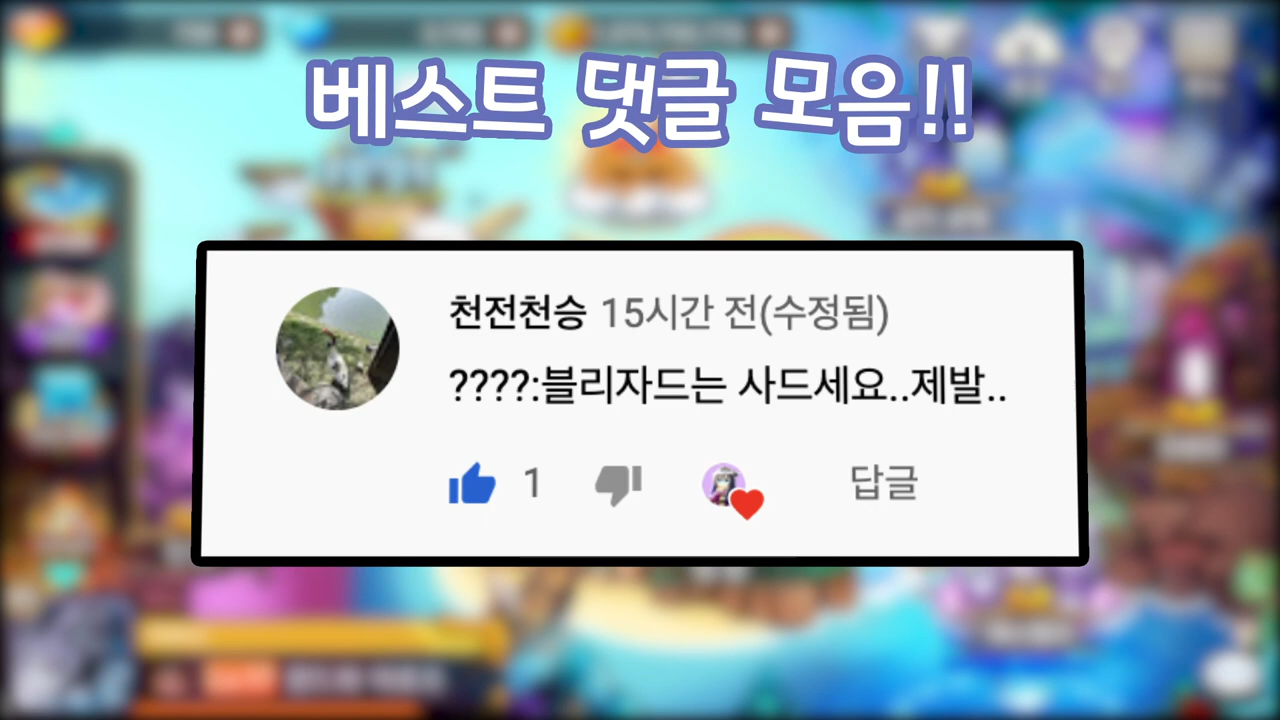 베스트 댓글 모음!!
천전천승 15시간 전(수정됨)
????:블리자드는 사드세요..제발..
1
답글